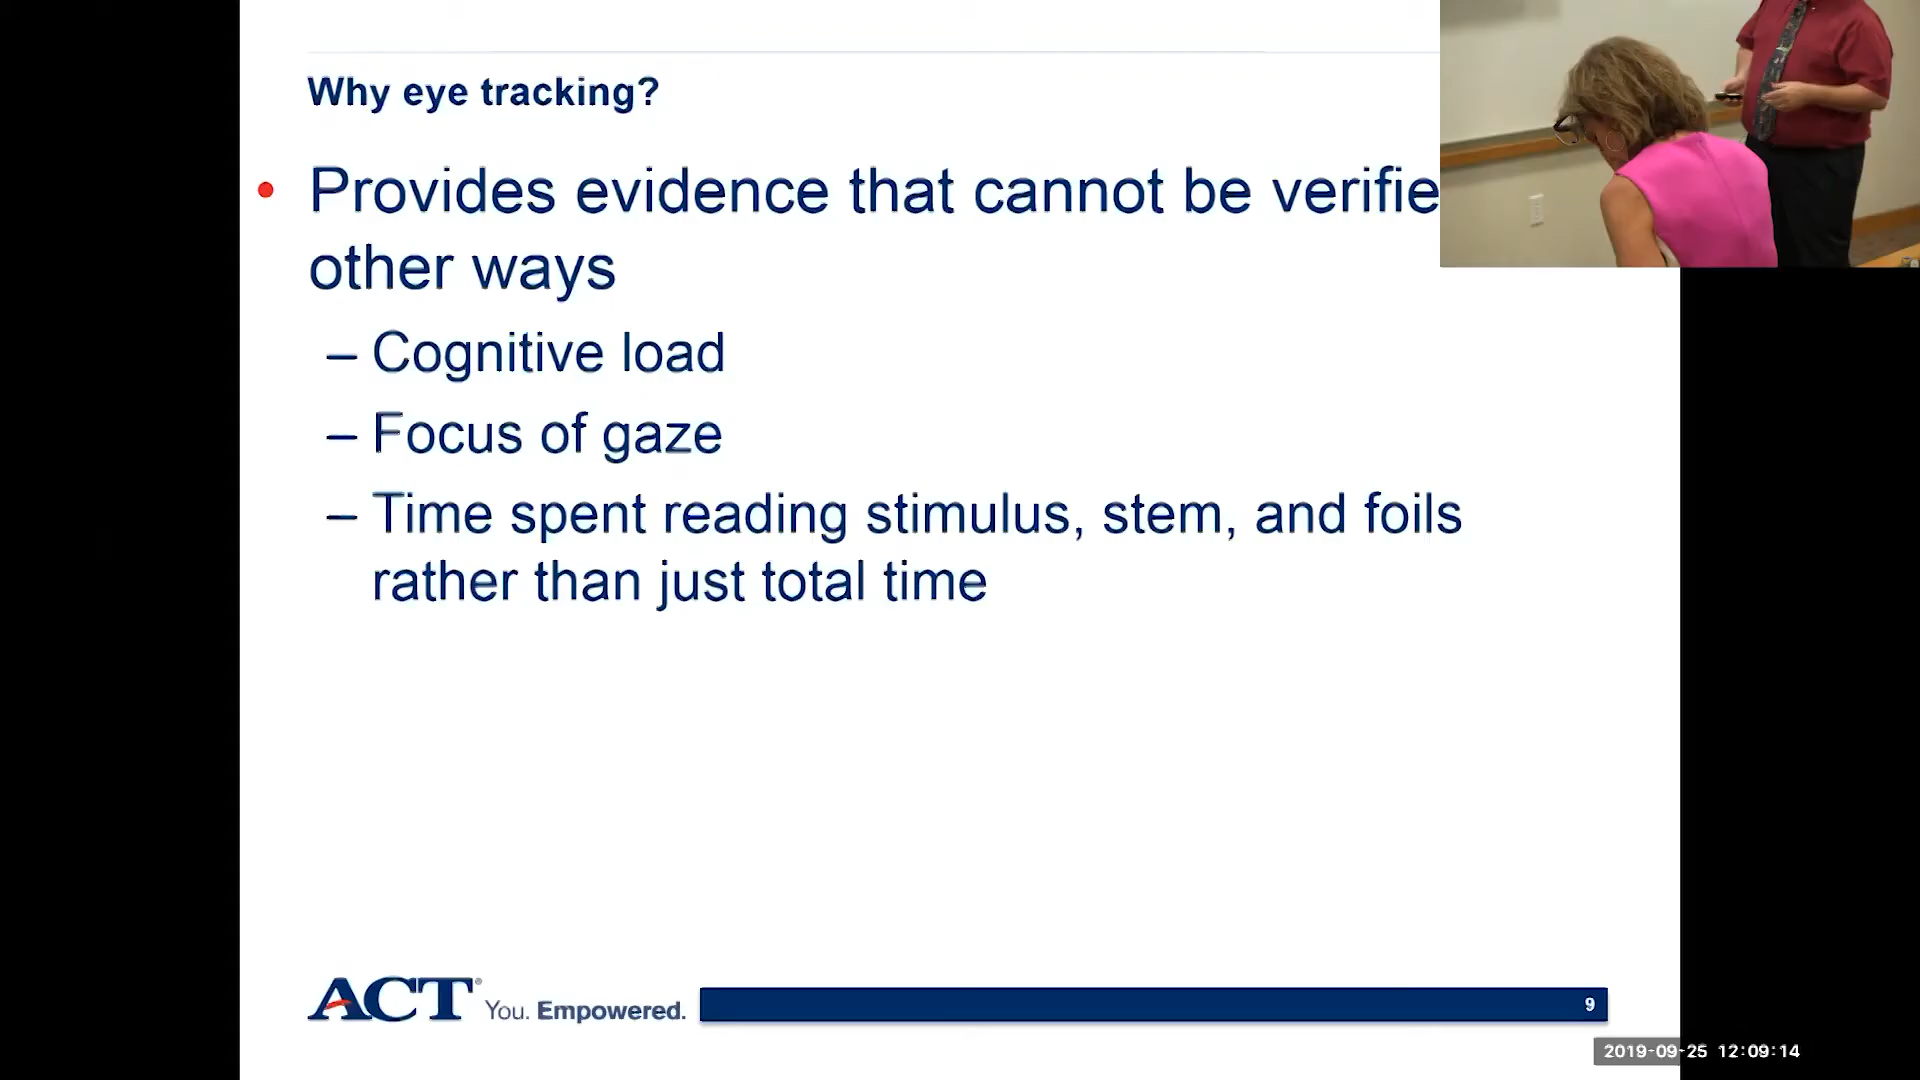 Why eye tracking?
• Provides evidence that cannot be
other ways
– Cognitive load
– Focus of gaze
– Time spent reading stimulus, stem, and foils
rather than just total time
ACT® You. Empowered.
9
2019-09-25 12:09:14